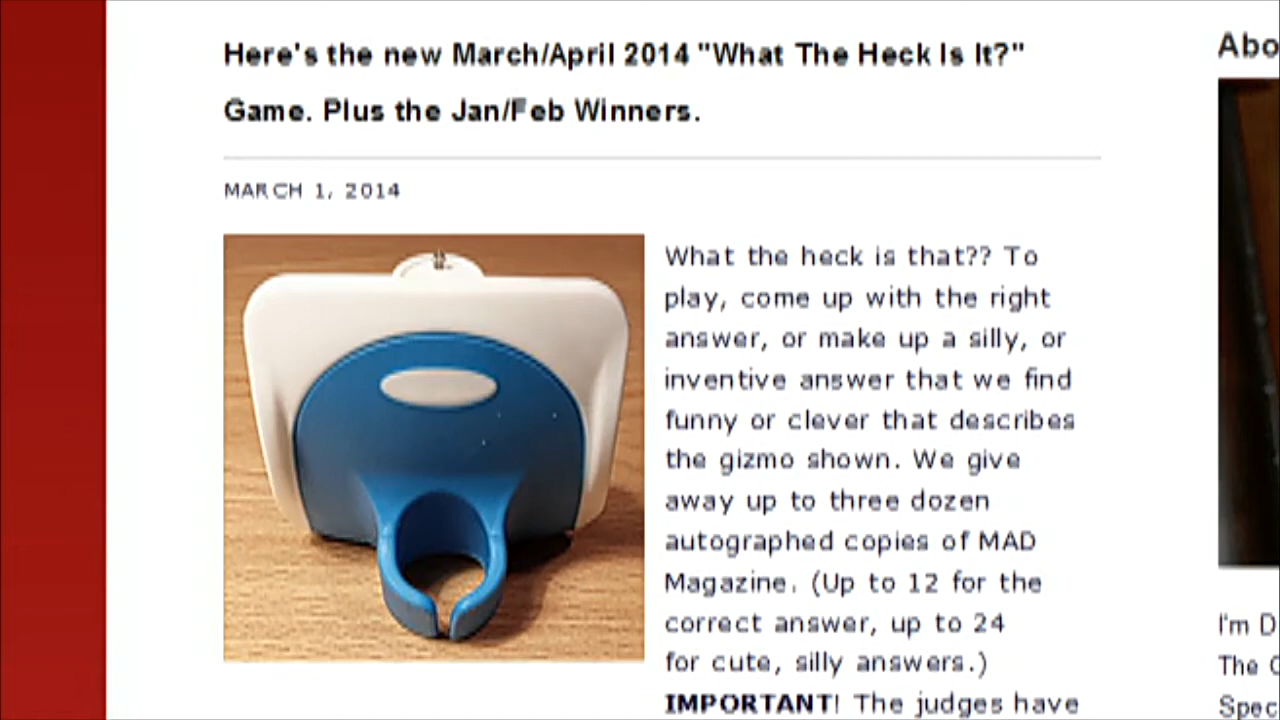 Here's the new March/April 2014 "What The Heck Is It?"
Game. Plus the Jan/Feb Winners.
MARCH 1, 2014
What the heck is that?? To
play, come up with the right
answer, or make up a silly, or
inventive answer that we find
funny or clever that describes
the gizmo shown. We give
away up to three dozen
autographed copies of MAD
Magazine. (Up to 12 for the
correct answer, up to 24
for cute, silly answers.)
IMPORTANT! The judges have
I'm
The